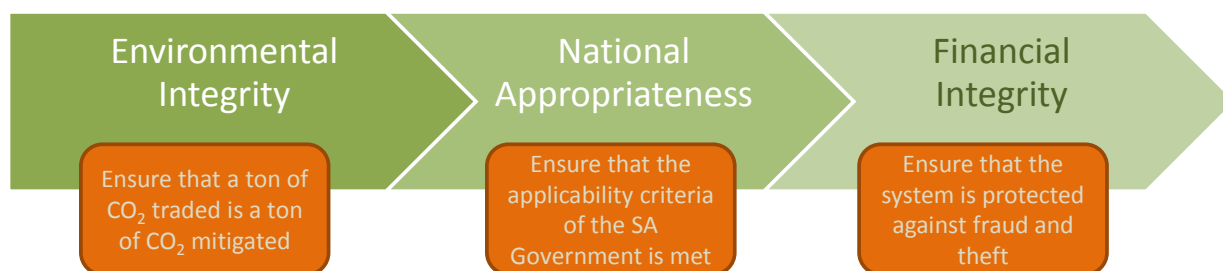 Environmental
Integrity
National
Appropriateness
Financial
Integrity
Ensure that a ton of
CO₂ traded is a ton
of CO₂ mitigated
Ensure that the
applicability criteria
of the SA
Government is met
Ensure that the
system is protected
against fraud and
theft